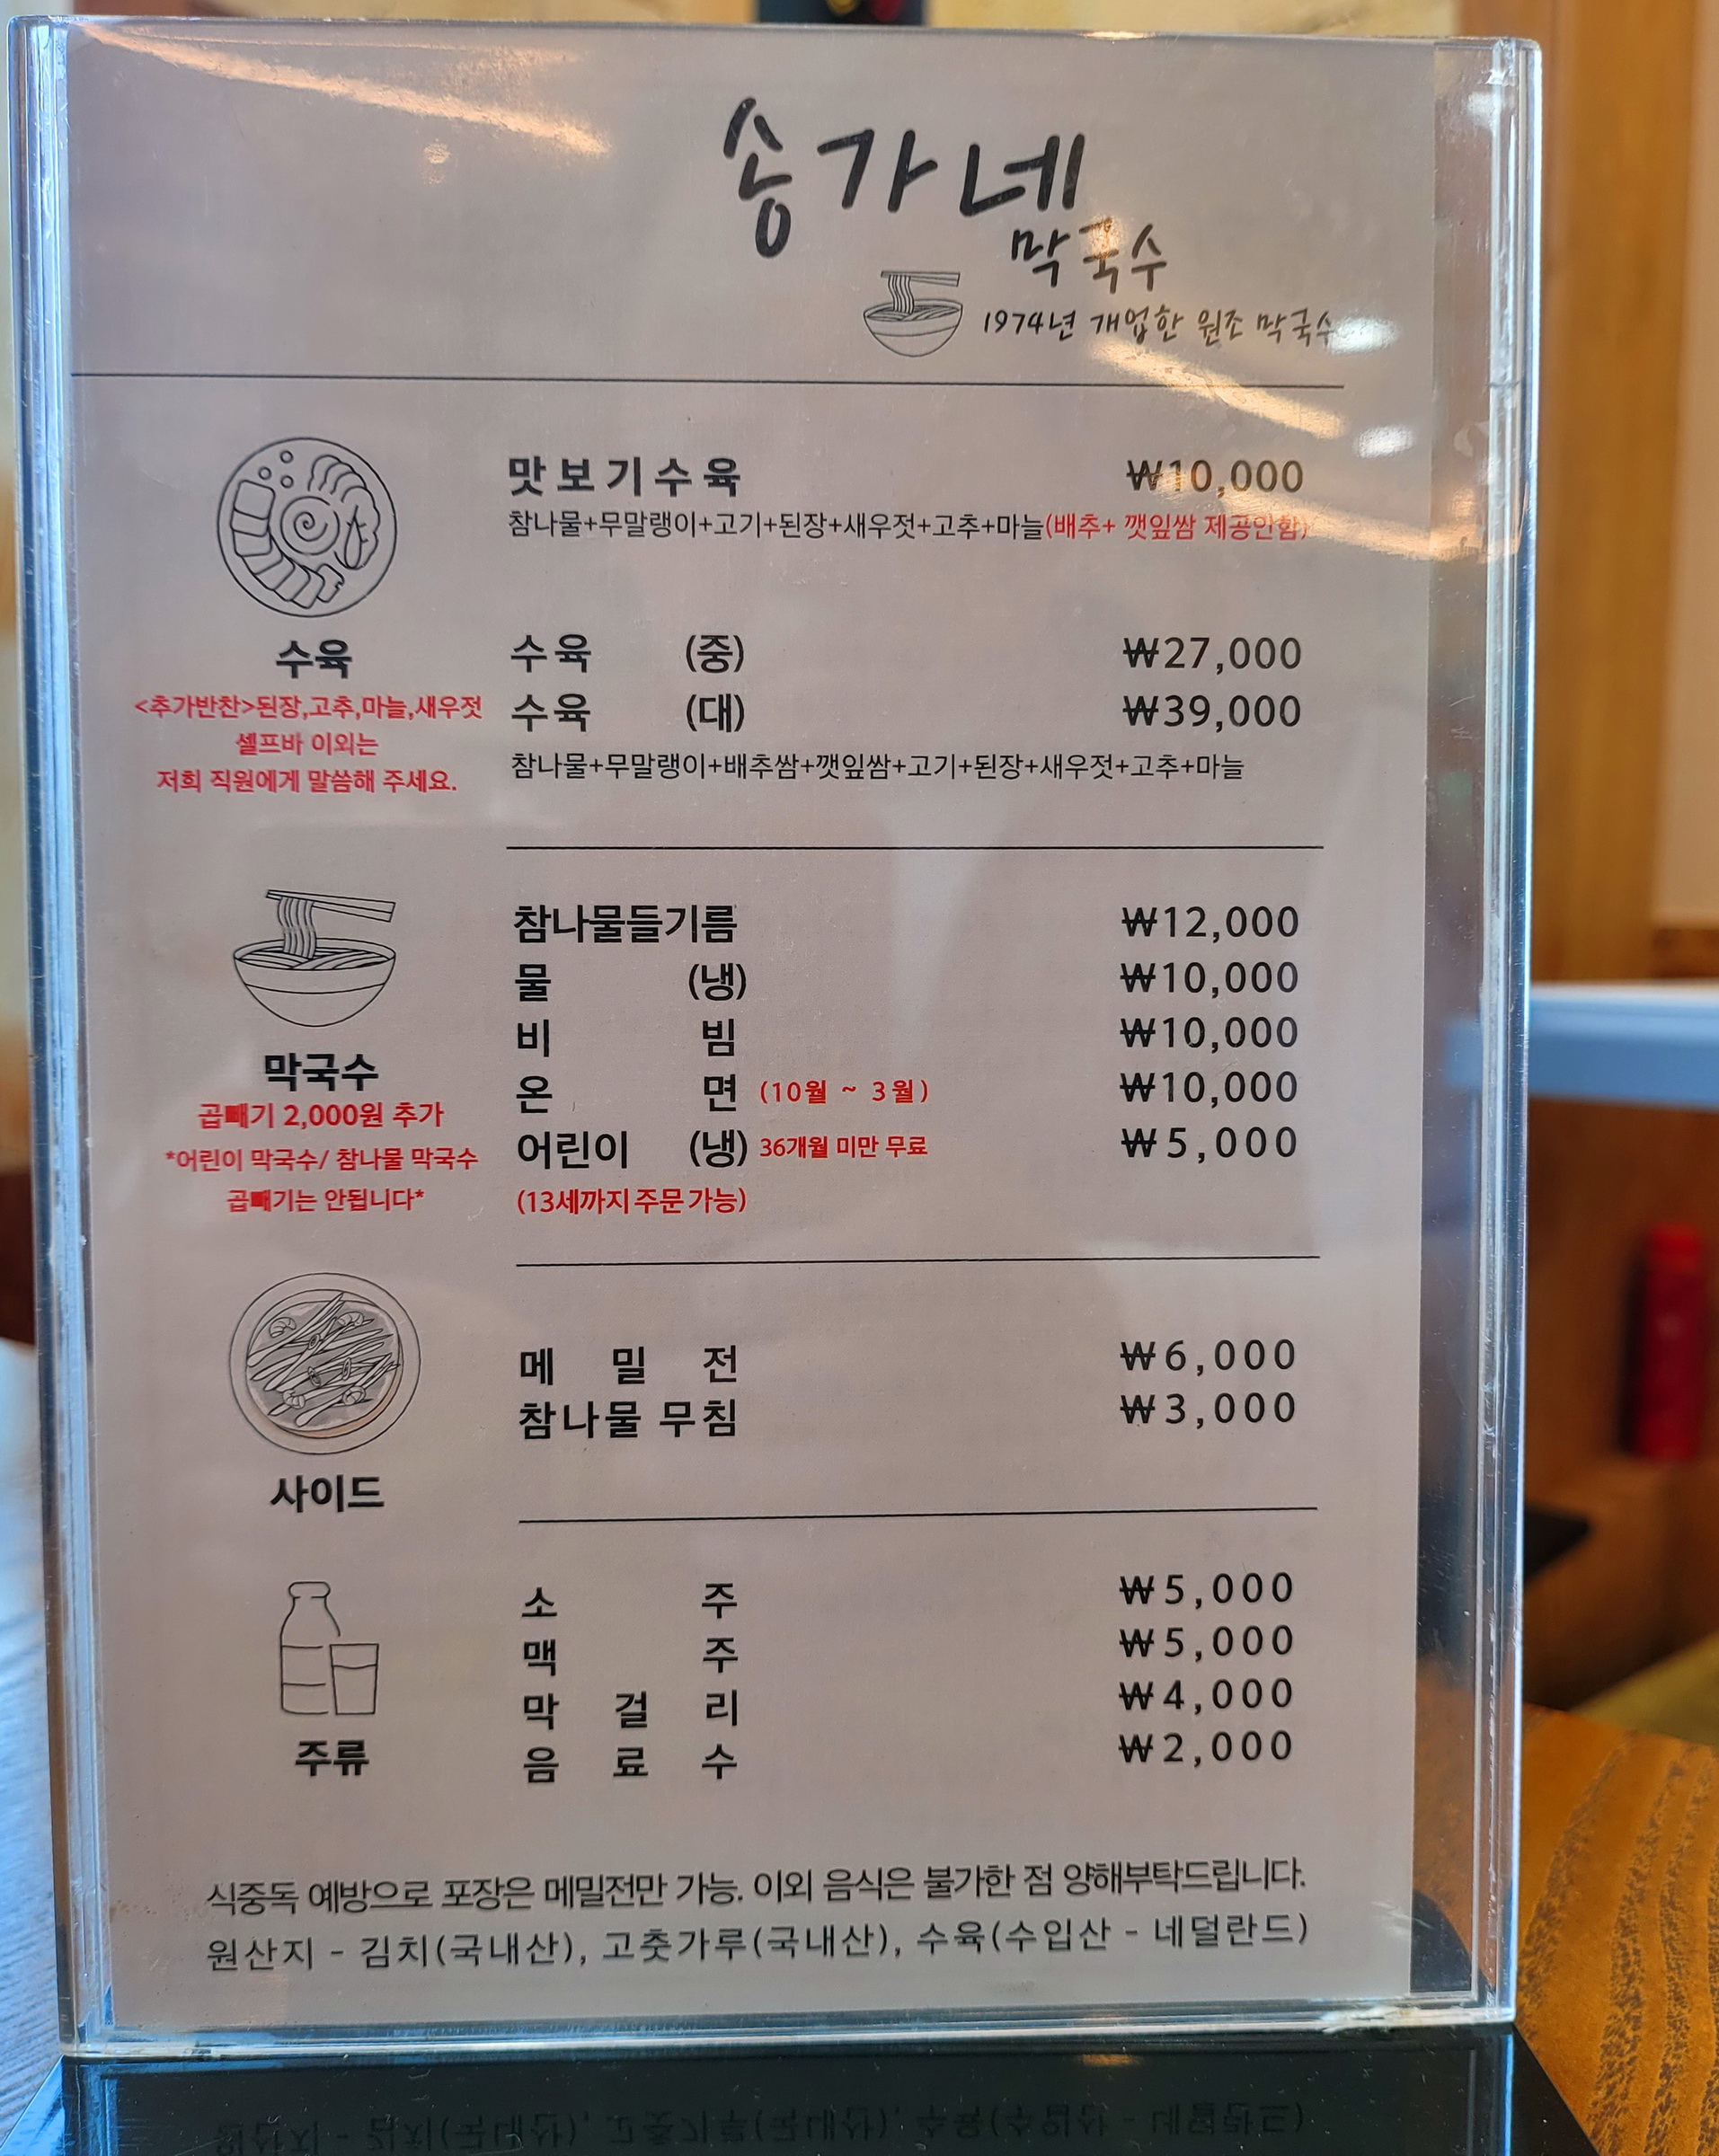 송가네
막국수
1974년 개업한 원조 막국수
맛보기수육 ₩10,000
참나물+무말랭이+고기+된장+새우젓+고추+마늘(배추+ 깻잎쌈 제공안함)
수육
<추가반찬>된장,고추,마늘,새우젓
셀프바 이외는
저희 직원에게 말씀해 주세요.
수육 (중) ₩27,000
수육 (대) ₩39,000
참나물+무말랭이+배추쌈+깻잎쌈+고기+된장+새우젓+고추+마늘
막국수
곱빼기 2,000원 추가
*어린이 막국수/ 참나물 막국수
곱빼기는 안됩니다*
참나물들기름 ₩12,000
물 (냉) ₩10,000
비빔 ₩10,000
온면 (10월 ~ 3월) ₩10,000
어린이 (냉) 36개월 미만 무료 ₩5,000
(13세까지 주문 가능)
사이드
메밀전 ₩6,000
참나물 무침 ₩3,000
주류
소주 ₩5,000
맥주 ₩5,000
막걸리 ₩4,000
음료수 ₩2,000
식중독 예방으로 포장은 메밀전만 가능. 이외 음식은 불가한 점 양해부탁드립니다.
원산지 - 김치(국내산), 고춧가루(국내산), 수육(수입산 - 네덜란드)